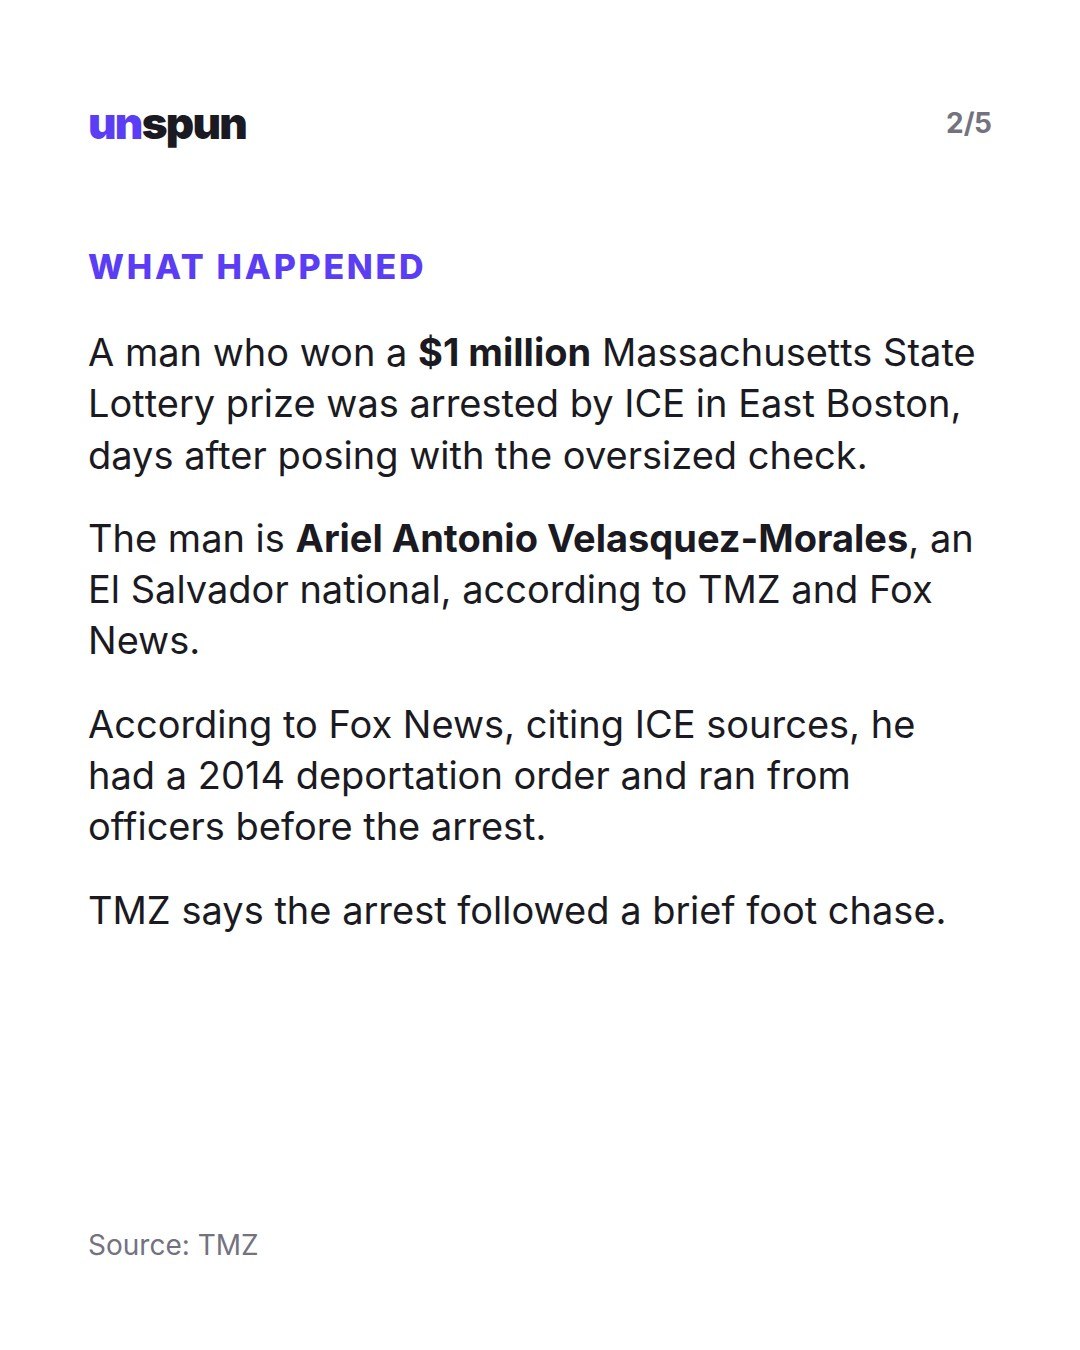 unspun
2/5
WHAT HAPPENED
A man who won a $1 million Massachusetts State
Lottery prize was arrested by ICE in East Boston,
days after posing with the oversized check.
The man is Ariel Antonio Velasquez-Morales, an
El Salvador national, according to TMZ and Fox
News.
According to Fox News, citing ICE sources, he
had a 2014 deportation order and ran from
officers before the arrest.
TMZ says the arrest followed a brief foot chase.
Source: TMZ